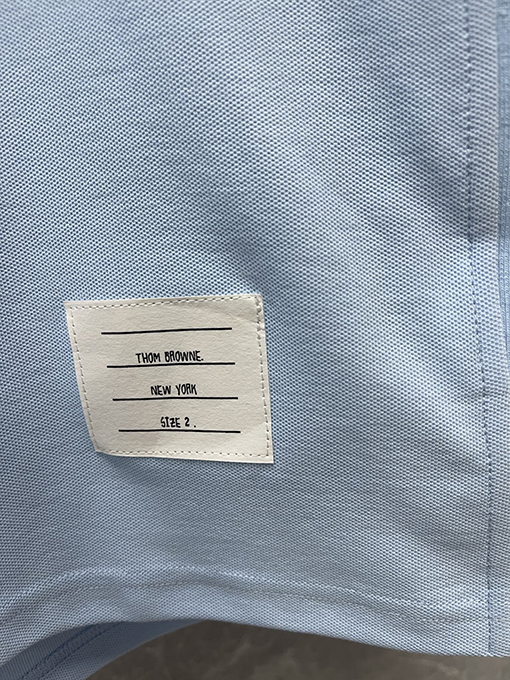 THOM BROWNE.
NEW YORK
SIZE 2 .